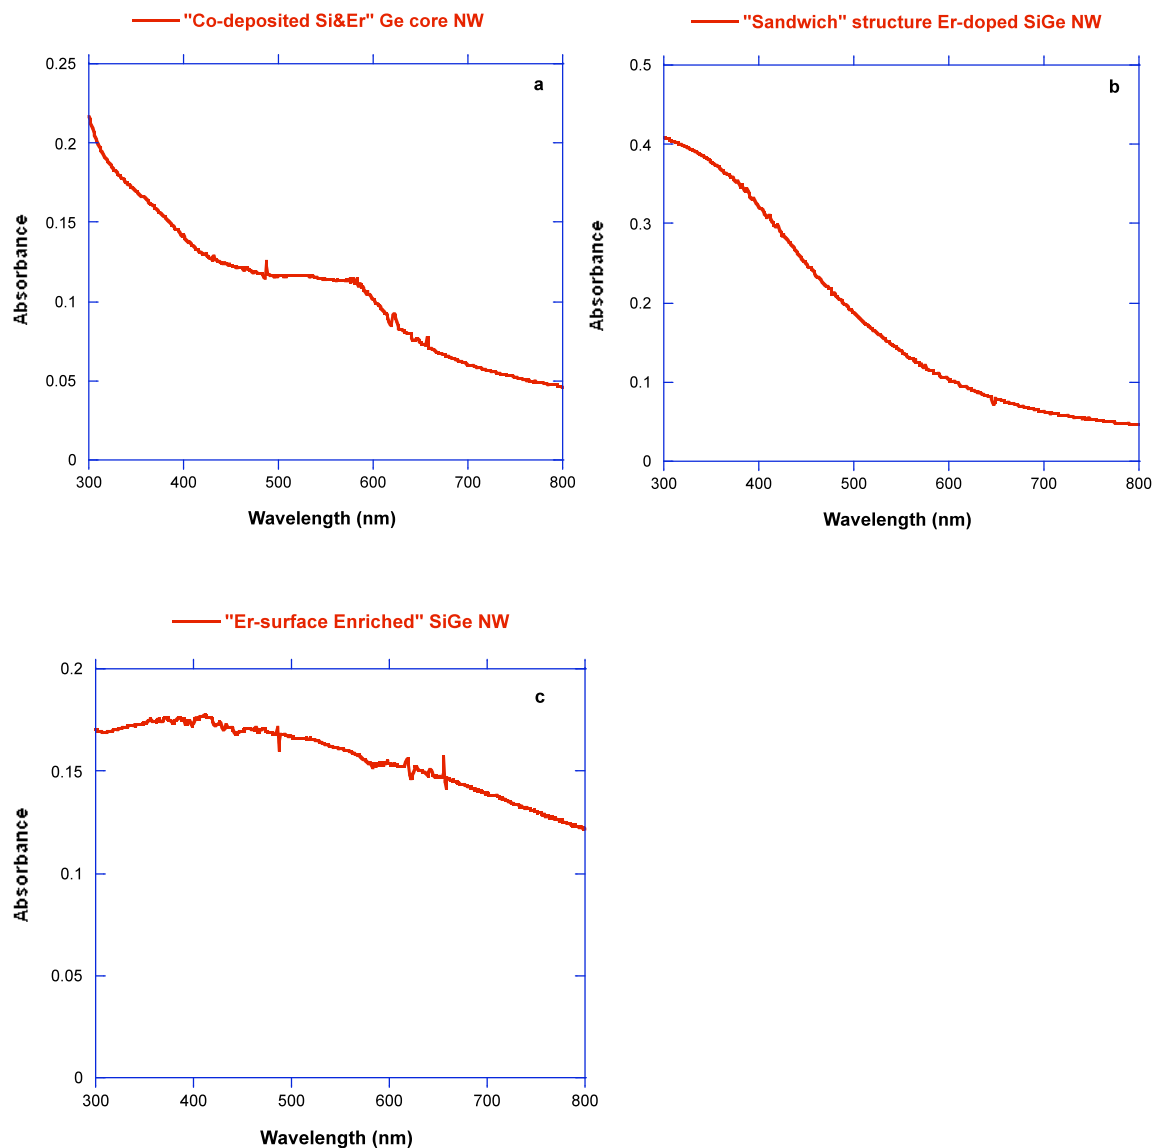 "Co-deposited Si&Er" Ge core NW
a
0.25
0.2
0.15
0.1
0.05
0
Absorbance
300 400 500 600 700 800
Wavelength (nm)
"Sandwich" structure Er-doped SiGe NW
b
0.5
0.4
0.3
0.2
0.1
0
Absorbance
300 400 500 600 700 800
Wavelength (nm)
"Er-surface Enriched" SiGe NW
c
0.2
0.15
0.1
0.05
0
Absorbance
300 400 500 600 700 800
Wavelength (nm)